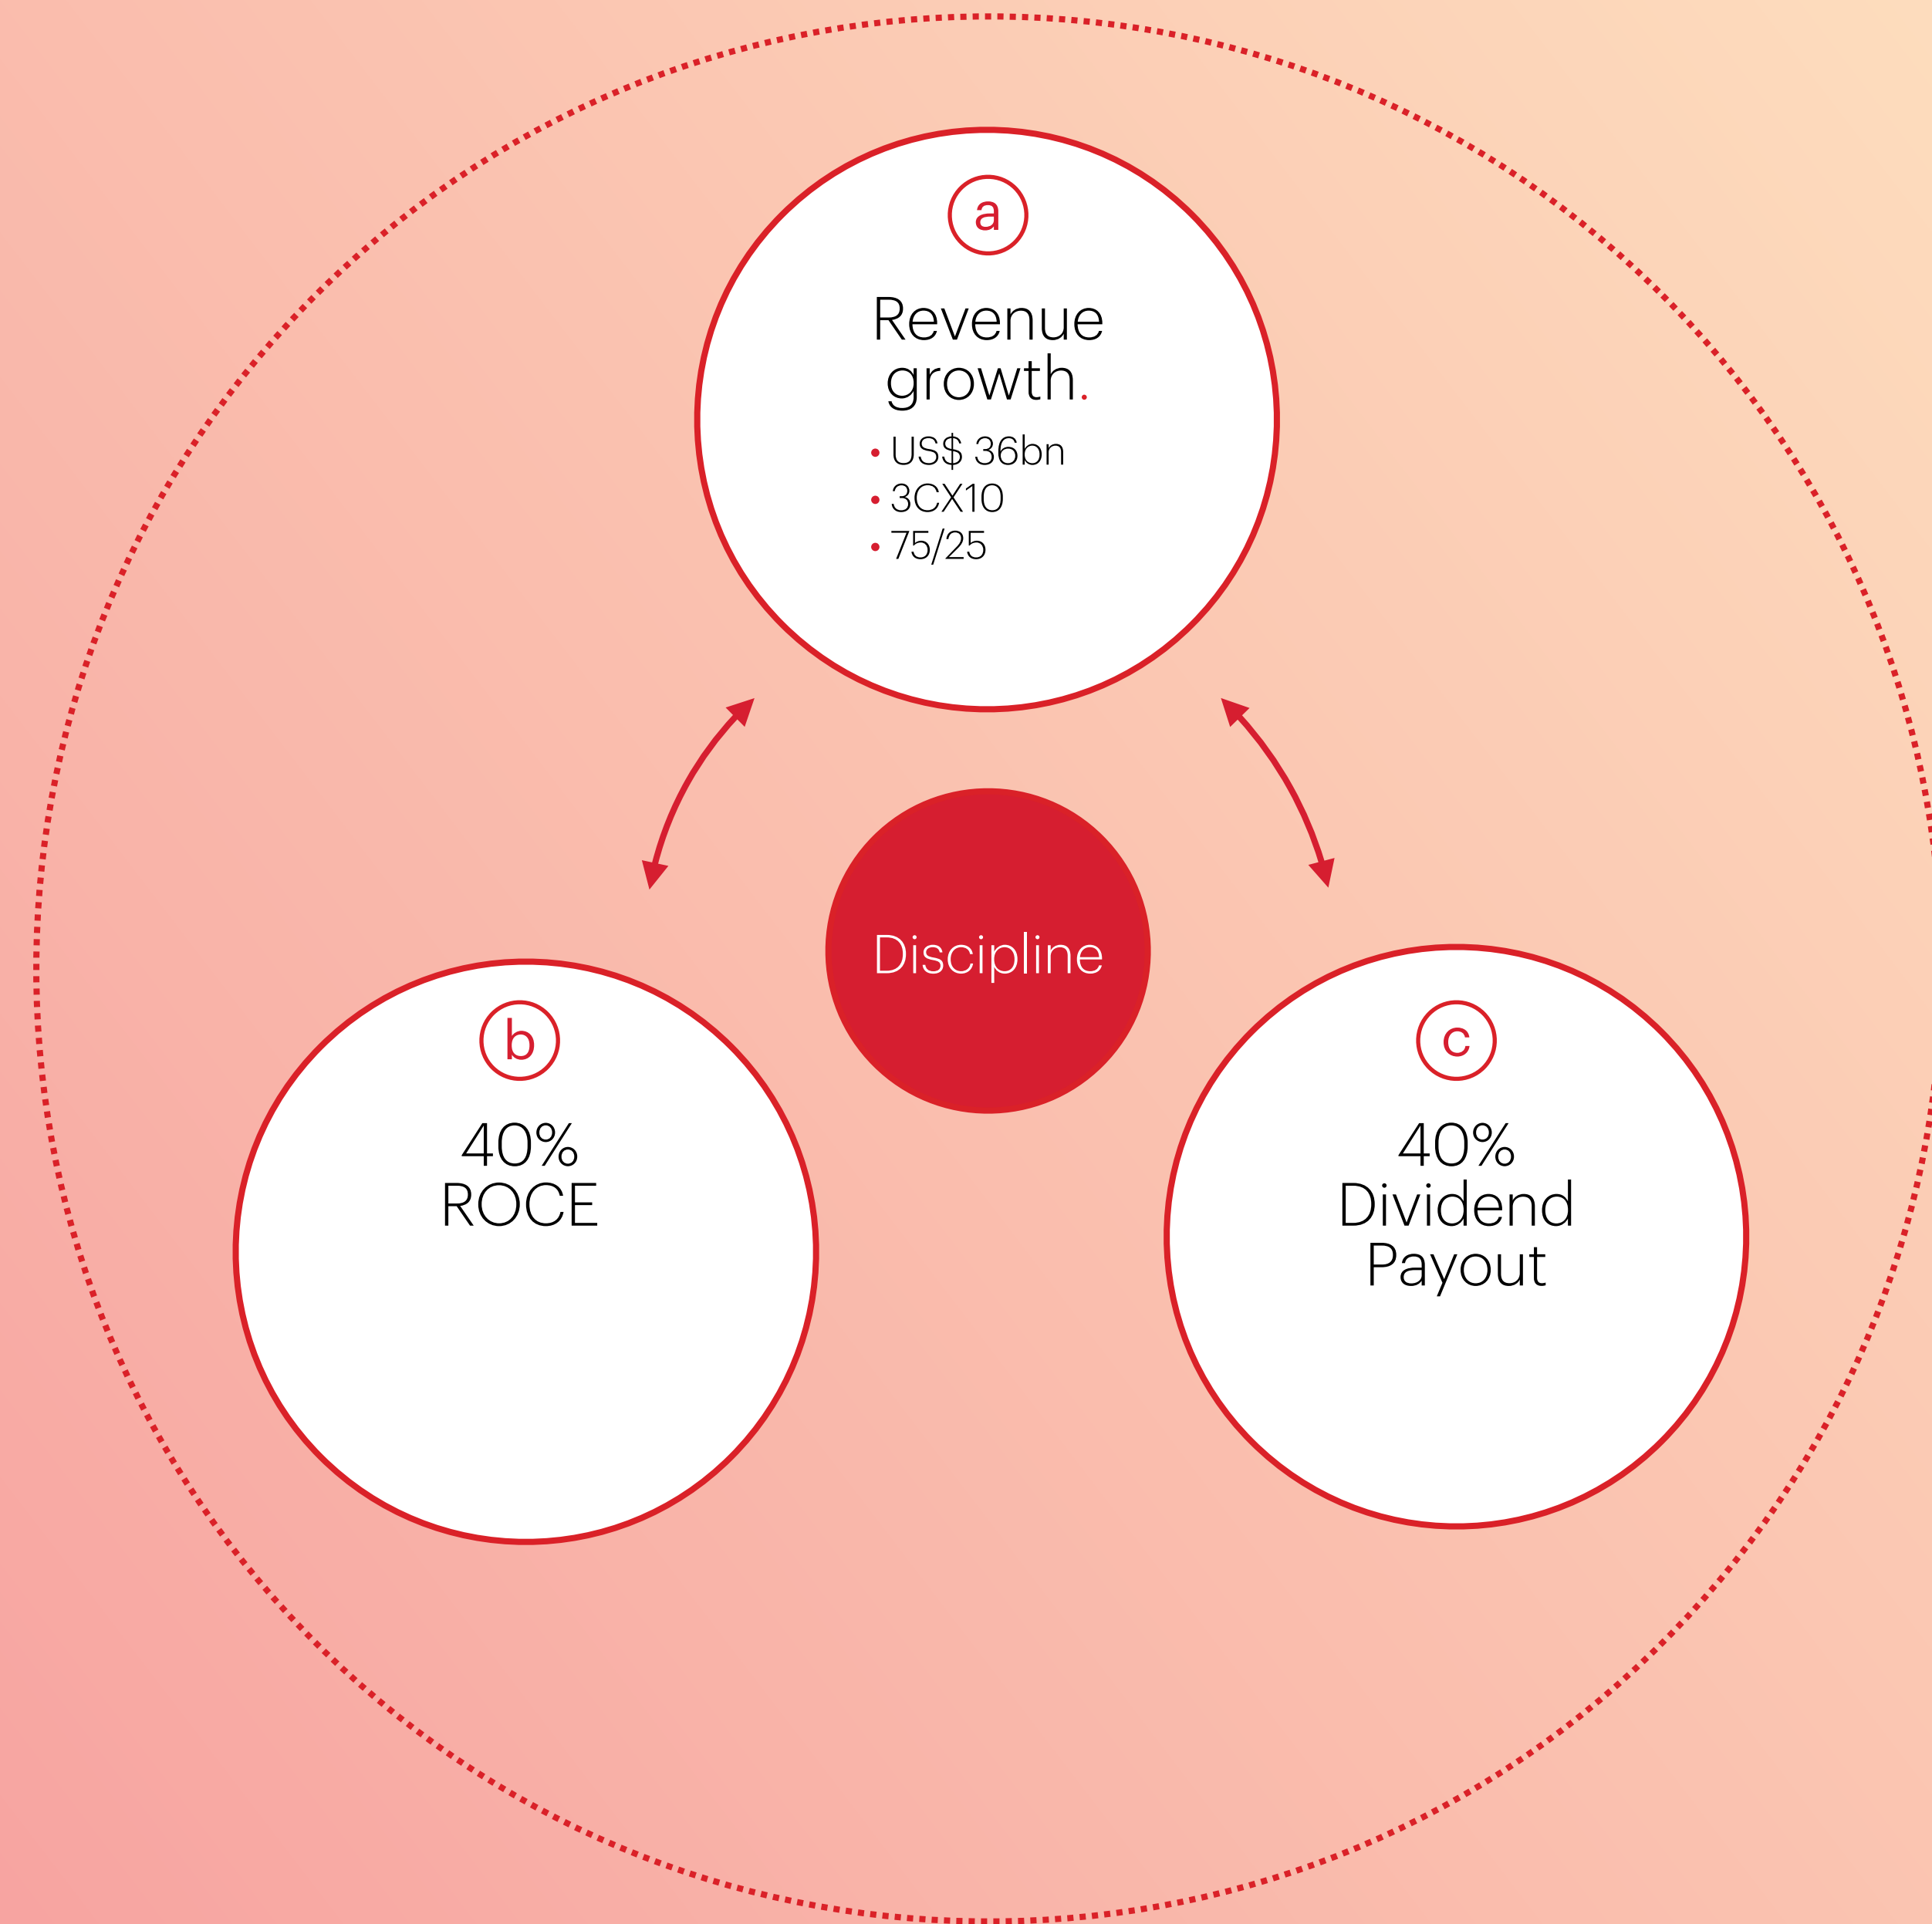 a
Revenue
growth.
• US$ 36bn
• 3CX10
• 75/25
Discipline
b
40%
ROCE
c
40%
Dividend
Payout